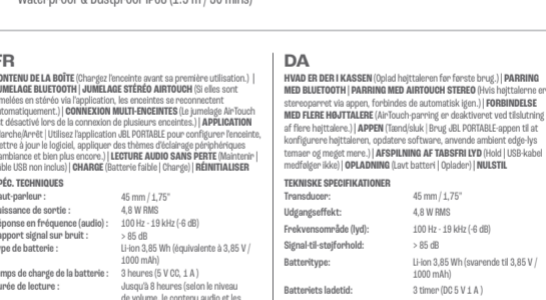 Waterproof & Dustproof IP68 (1.5 m / 30 mins)
FR
CONTENU DE LA BOÎTE (Chargez l'enceinte avant sa première utilisation.) |
JUMELAGE BLUETOOTH | JUMELAGE STÉRÉO AIRTOUCH (Si elles sont
jumelées en stéréo via l'application, les enceintes se reconnectent
automatiquement.) | CONNEXION MULTI-ENCEINTES (Le jumelage AirTouch
est désactivé lors de la connexion de plusieurs enceintes.) | APPLICATION
Marche/Arrêt | Utilisez l'application JBL PORTABLE pour configurer l'enceinte,
mettre à jour le logiciel, appliquer des thèmes d'éclairage périphériques
d'ambiance et bien plus encore.) | LECTURE AUDIO SANS PERTE (Maintenir |
Câble USB non inclus) | CHARGE (Batterie faible | Charge) | RÉINITIALISER
SPÉC. TECHNIQUES
Haut-parleur : 45 mm / 1,75"
Puissance de sortie : 4,8 W RMS
Réponse en fréquence (audio) : 100 Hz - 19 kHz (-6 dB)
Rapport signal sur bruit : > 85 dB
Type de batterie : Li-ion 3,85 Wh (équivalente à 3,85 V /
1000 mAh)
Temps de charge de la batterie : 3 heures (5 V CC, 1 A)
Durée de lecture : Jusqu'à 8 heures (selon le niveau
de volume, le contenu audio et les
DA
HVAD ER DER I KASSEN (Oplad højttaleren før første brug.) | PARRING
MED BLUETOOTH | PARRING MED AIRTOUCH STEREO (Hvis højttalerne er
stereoparret via appen, forbindes de automatisk igen.) | FORBINDELSE
MED FLERE HØJTTALERE (AirTouch-parring er deaktiveret ved tilslutning
af flere højttalere.) | APPEN (Tænd/sluk | Brug JBL PORTABLE-appen til at
konfigurere højttaleren, opdatere software, anvende ambient edge-lys
temaer og meget mere.) | AFSPILNING AF TABSFRI LYD (Hold | USB-kabel
medfølger ikke) | OPLADNING (Lavt batteri | Oplader) | NULSTIL
TEKNISKE SPECIFIKATIONER
Transducer: 45 mm / 1,75"
Udgangseffekt: 4,8 W RMS
Frekvensområde (lyd): 100 Hz - 19 kHz (-6 dB)
Signal-til-støjforhold: > 85 dB
Batteritype: Li-ion 3,85 Wh (svarende til 3,85 V /
1000 mAh)
Batteriets ladetid: 3 timer (DC 5 V 1 A)